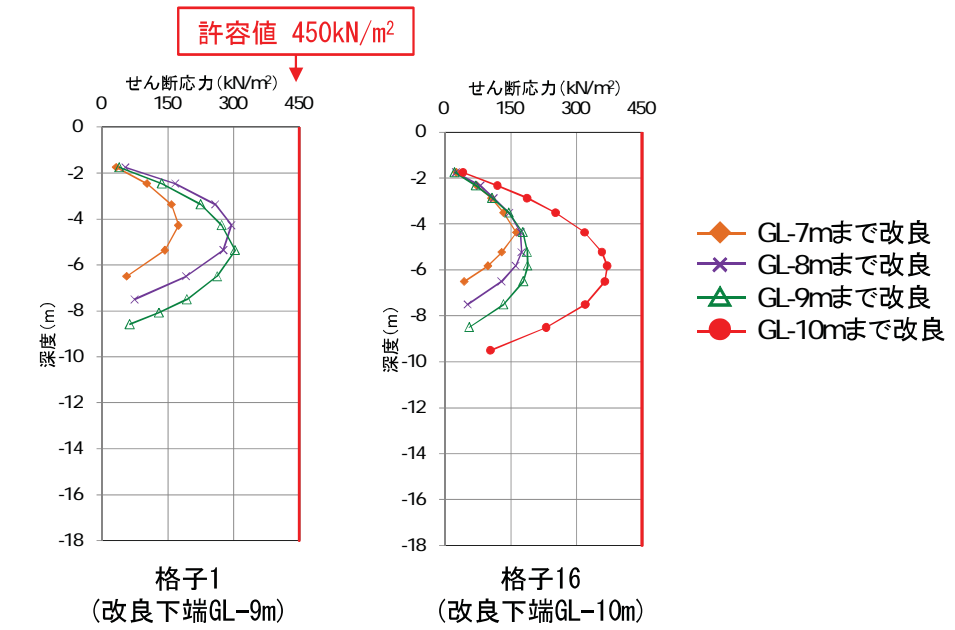 許容値 450kN/m²
せん断応力(kN/m²)
0 150 300 450
0
-2
-4
-6
-8
-10
-12
-14
-16
-18
深度(m)
格子1
(改良下端GL-9m)
せん断応力(kN/m²)
0 150 300 450
0
-2
-4
-6
-8
-10
-12
-14
-16
-18
深度(m)
格子16
(改良下端GL-10m)
GL-7mまで改良
GL-8mまで改良
GL-9mまで改良
GL-10mまで改良